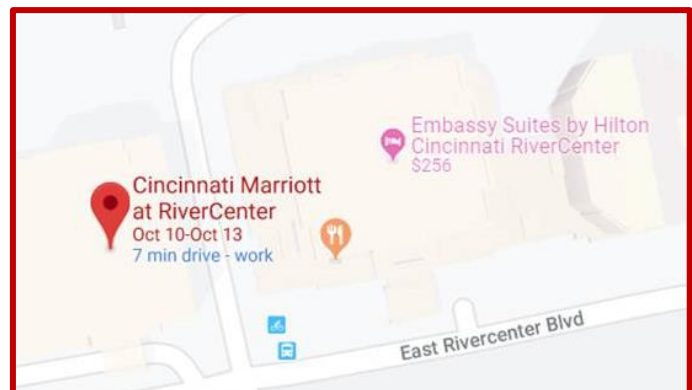 Embassy Suites by Hilton
Cincinnati RiverCenter
$256
Cincinnati Marriott
at RiverCenter
Oct 10-Oct 13
7 min drive - work
East Rivercenter Blvd